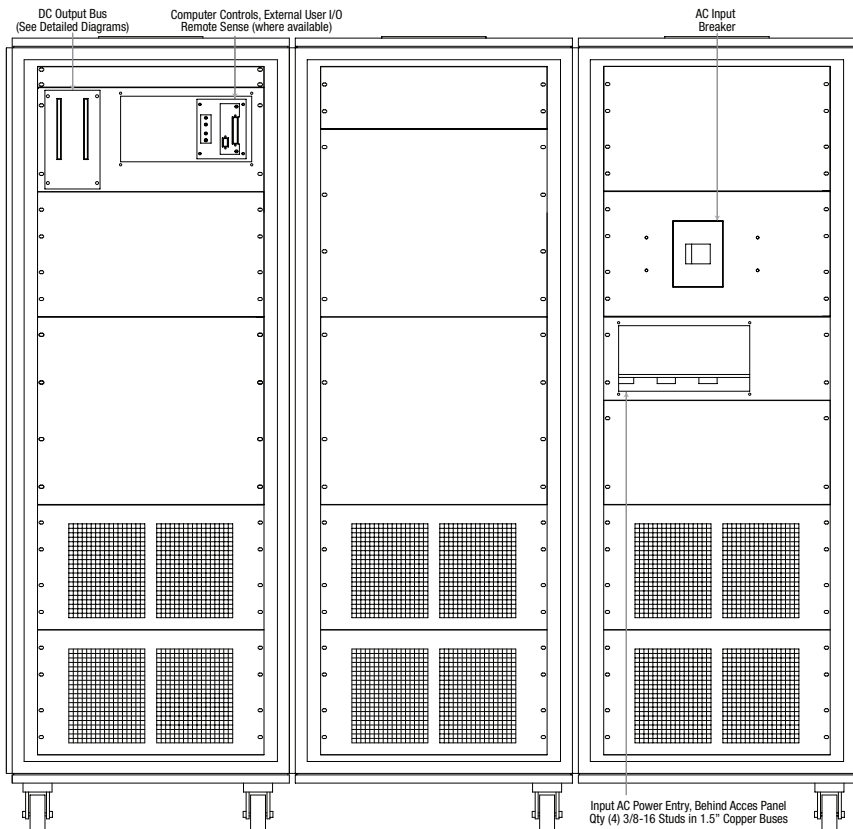 DC Output Bus
(See Detailed Diagrams)
Computer Controls, External User I/O
Remote Sense (where available)
AC Input
Breaker
Input AC Power Entry, Behind Acces Panel
Qty (4) 3/8-16 Studs in 1.5” Copper Buses